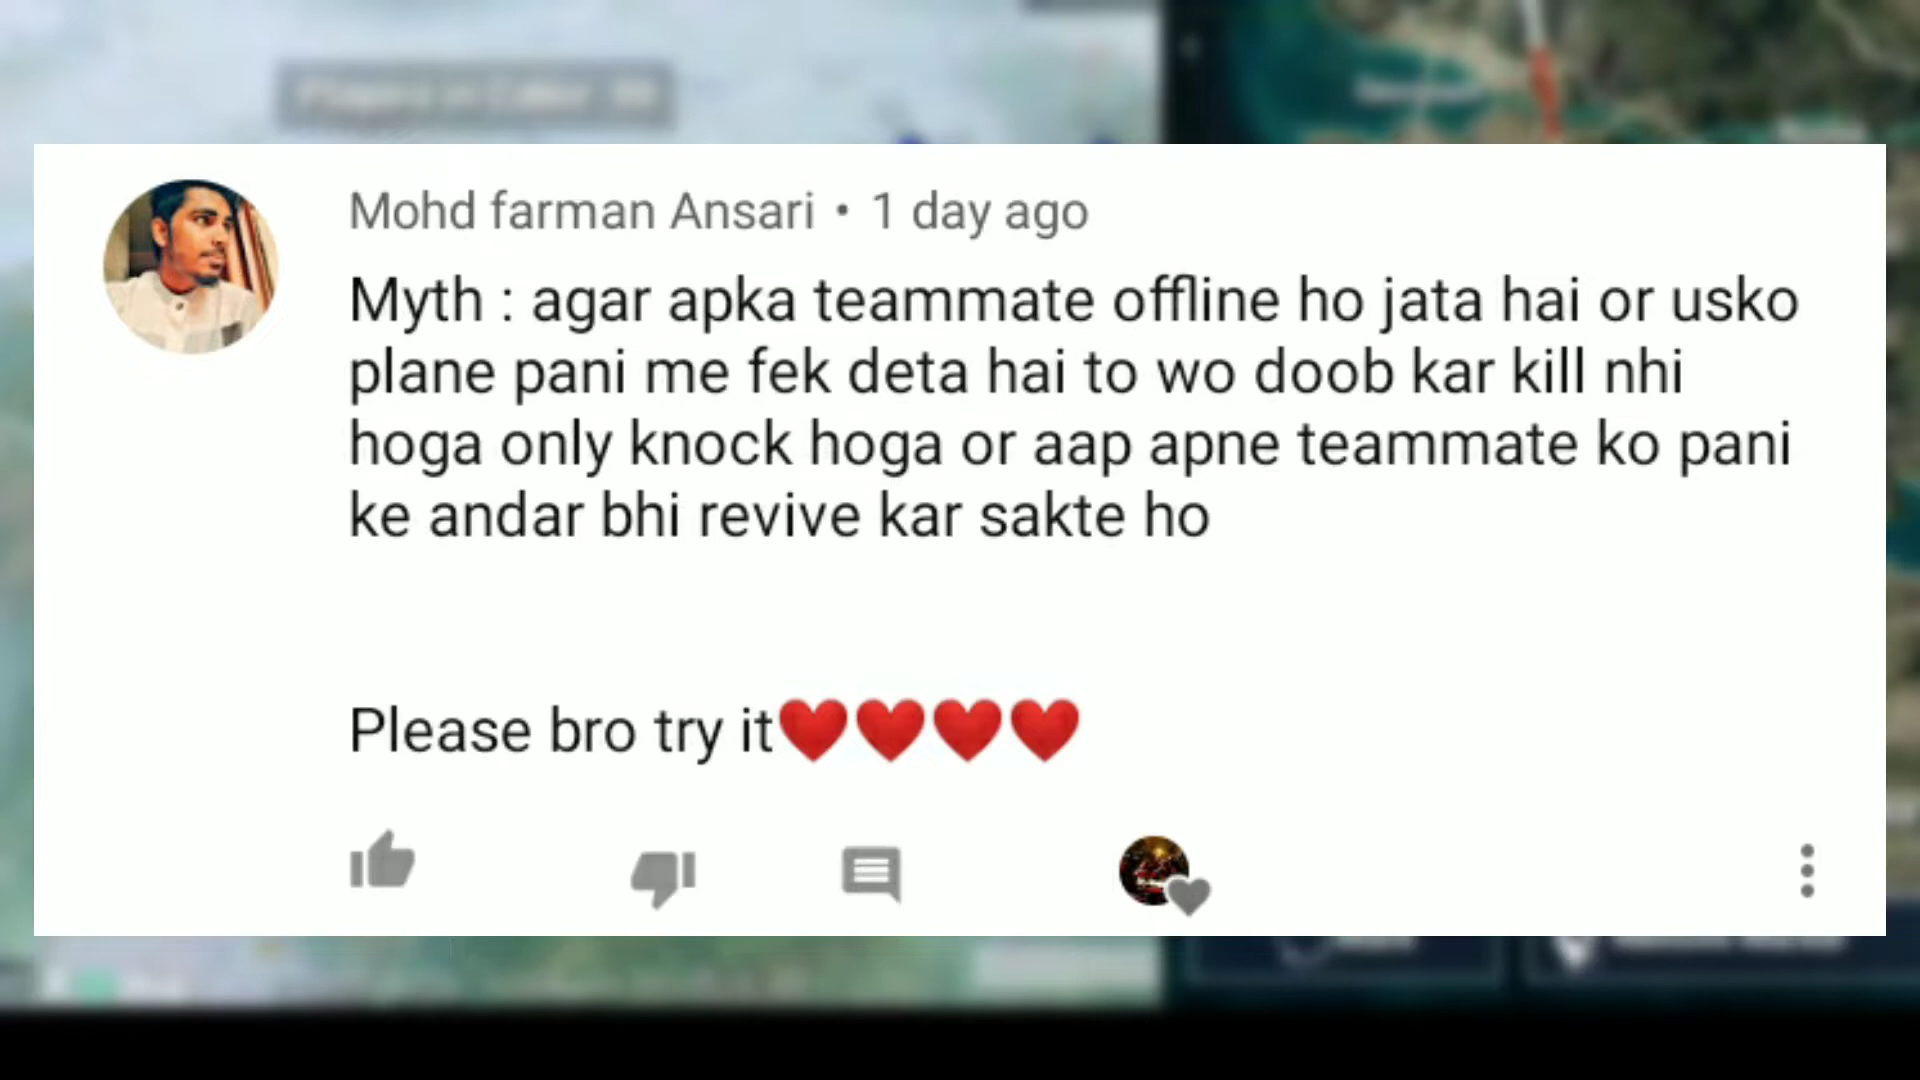 Mohd farman Ansari • 1 day ago
Myth : agar apka teammate offline ho jata hai or usko
plane pani me fek deta hai to wo doob kar kill nhi
hoga only knock hoga or aap apne teammate ko pani
ke andar bhi revive kar sakte ho
Please bro try it❤️❤️❤️❤️